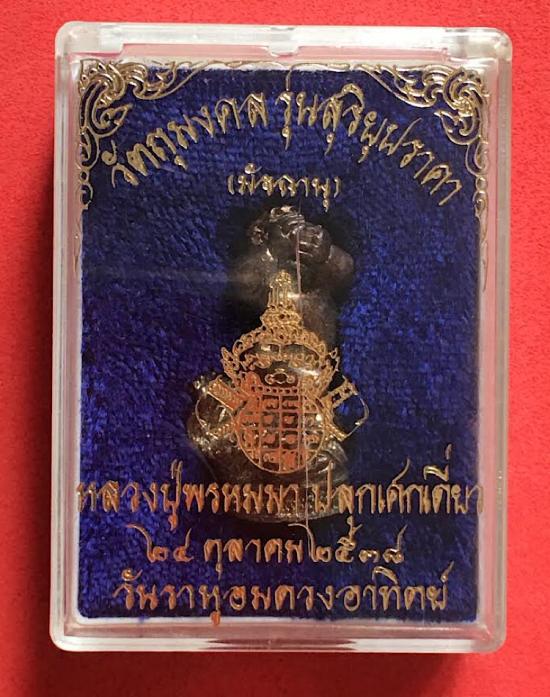 วัตถุมงคล รุ่นสุริยุปราคา
(มัชฌานุ)
หลวงปู่พรหมมา ปลุกเศกเดี่ยว
๒๔ ตุลาคม ๒๕๓๘
วันราหูอมดวงอาทิตย์